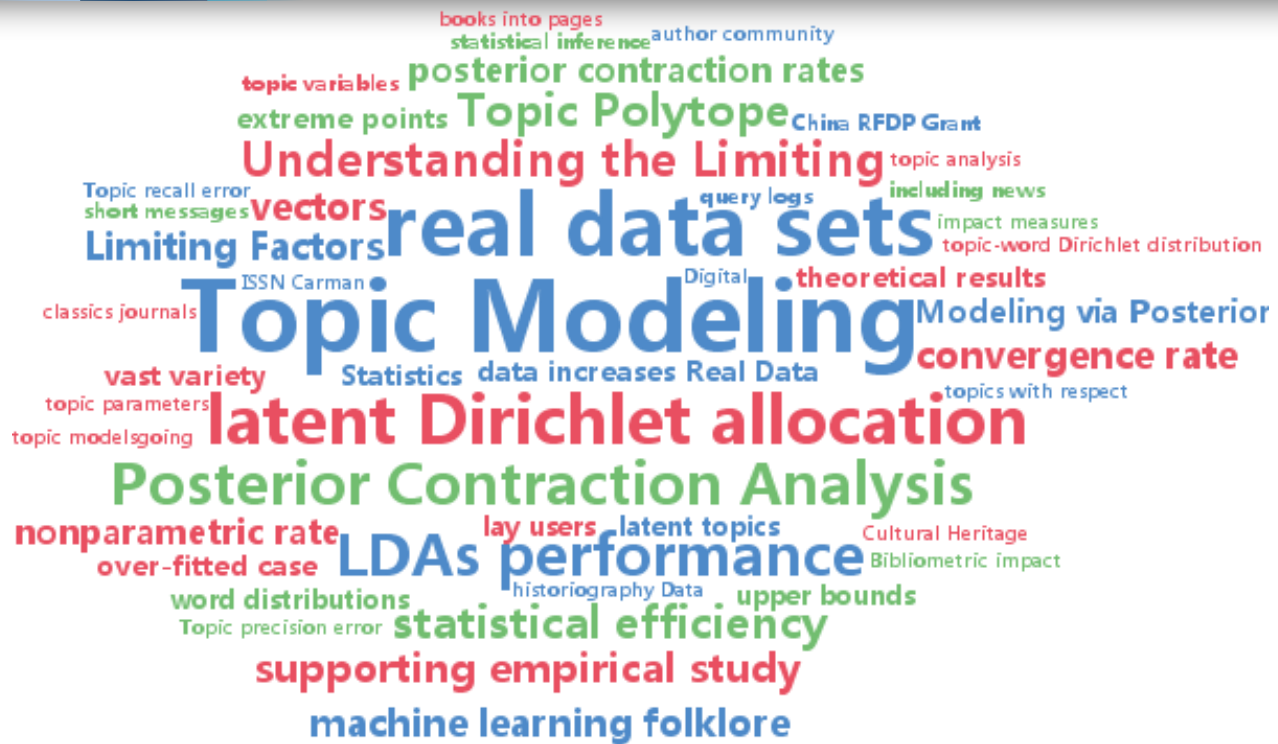 books into pages
statistical inference author community
topic variables posterior contraction rates
extreme points Topic Polytope China RFDP Grant
Understanding the Limiting topic analysis
Topic recall error query logs including news
short messages vectors real data sets impact measures
Limiting Factors topic-word Dirichlet distribution
ISSN Carman Digital theoretical results
classics journals Topic Modeling Modeling via Posterior
convergence rate
vast variety Statistics data increases Real Data
topic parameters latent Dirichlet allocation topics with respect
topic modelsgoing
Posterior Contraction Analysis
nonparametric rate lay users latent topics Cultural Heritage
over-fitted case LDAs performance Bibliometric impact
word distributions historiography Data upper bounds
Topic precision error statistical efficiency
supporting empirical study
machine learning folklore